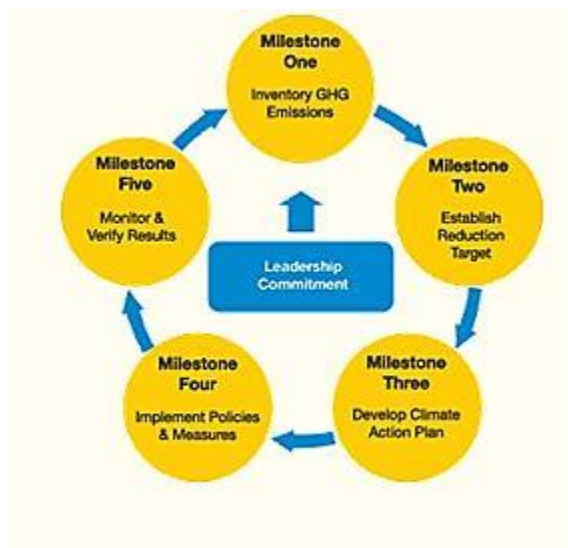 Milestone
One
Inventory GHG
Emissions
Milestone
Two
Establish
Reduction
Target
Milestone
Three
Develop Climate
Action Plan
Milestone
Four
Implement Policies
& Measures
Milestone
Five
Monitor &
Verify Results
Leadership
Commitment